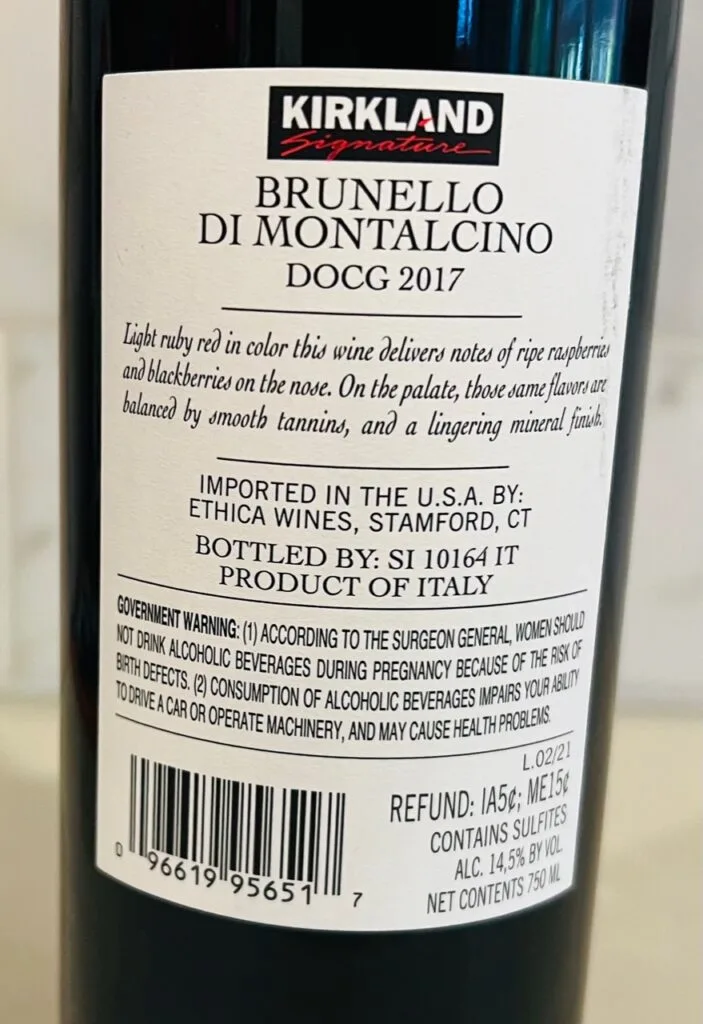 KIRKLAND
Signature
BRUNELLO
DI MONTALCINO
DOCG 2017
Light ruby red in color this wine delivers notes of ripe raspberries
and blackberries on the nose. On the palate, those same flavors are
balanced by smooth tannins, and a lingering mineral finish.
IMPORTED IN THE U.S.A. BY:
ETHICA WINES, STAMFORD, CT
BOTTLED BY: SI 10164 IT
PRODUCT OF ITALY
GOVERNMENT WARNING: (1) ACCORDING TO THE SURGEON GENERAL, WOMEN SHOULD
NOT DRINK ALCOHOLIC BEVERAGES DURING PREGNANCY BECAUSE OF THE RISK OF
BIRTH DEFECTS. (2) CONSUMPTION OF ALCOHOLIC BEVERAGES IMPAIRS YOUR ABILITY
TO DRIVE A CAR OR OPERATE MACHINERY, AND MAY CAUSE HEALTH PROBLEMS.
L.02/21
REFUND: IA5¢; ME15¢
CONTAINS SULFITES
ALC. 14,5% BY VOL.
NET CONTENTS 750 ML
0 96619 95651 7